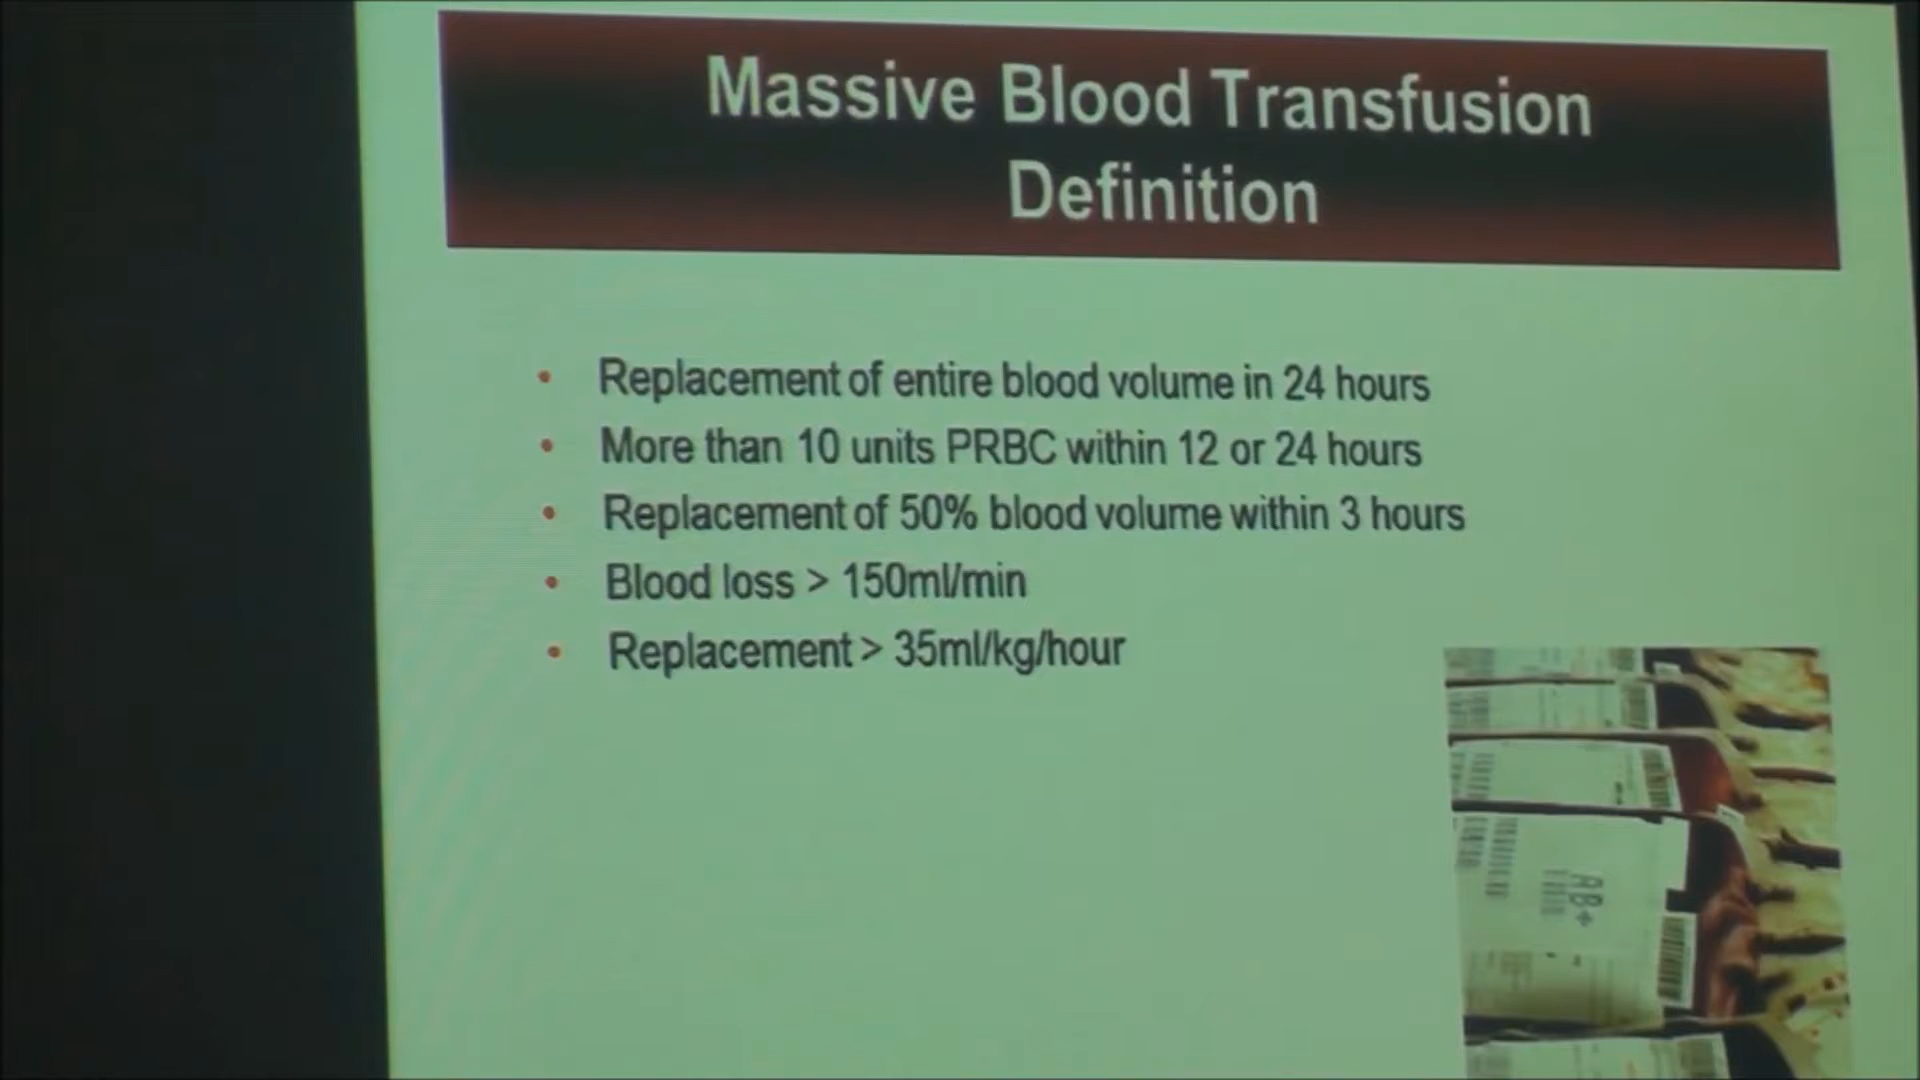 Massive Blood Transfusion
Definition
• Replacement of entire blood volume in 24 hours
• More than 10 units PRBC within 12 or 24 hours
• Replacement of 50% blood volume within 3 hours
• Blood loss > 150ml/min
• Replacement > 35ml/kg/hour
AB+